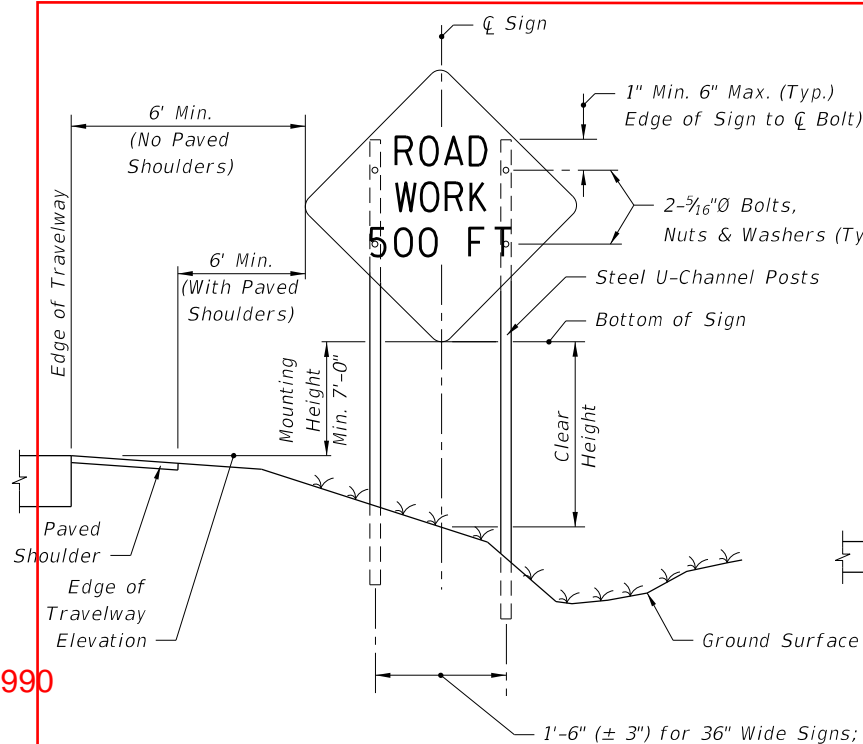 ℄ Sign
6' Min.
(No Paved
Shoulders)
1" Min. 6" Max. (Typ.)
Edge of Sign to ℄ Bolt)
ROAD
WORK
500 FT
2-5/16"Ø Bolts,
Nuts & Washers (Ty
Edge of Travelway
6' Min.
(With Paved
Shoulders)
Steel U-Channel Posts
Bottom of Sign
Mounting
Height
Min. 7'-0"
Clear
Height
Paved
Shoulder
Edge of
Travelway
Elevation
Ground Surface
990
1'-6" (± 3") for 36" Wide Signs;